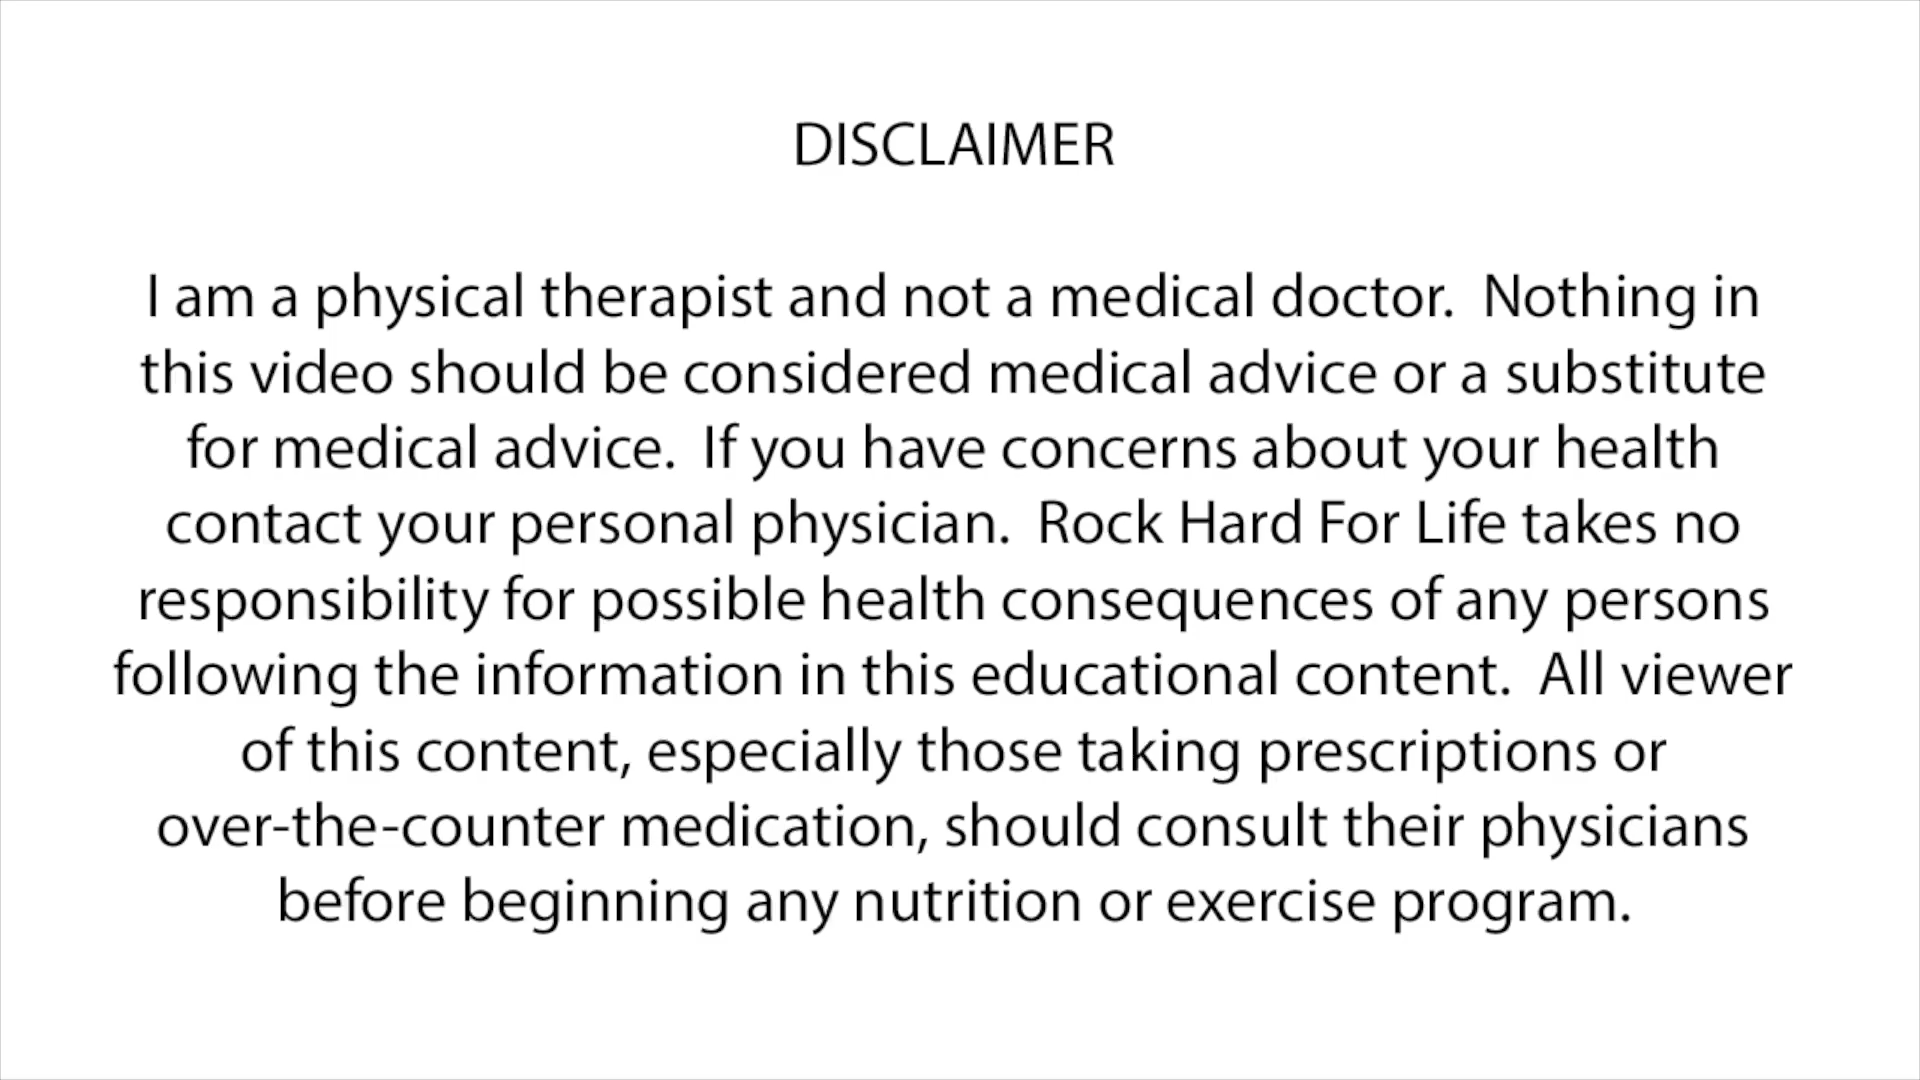 DISCLAIMER
I am a physical therapist and not a medical doctor.  Nothing in
this video should be considered medical advice or a substitute
for medical advice.  If you have concerns about your health
contact your personal physician.  Rock Hard For Life takes no
responsibility for possible health consequences of any persons
following the information in this educational content.  All viewer
of this content, especially those taking prescriptions or
over-the-counter medication, should consult their physicians
before beginning any nutrition or exercise program.